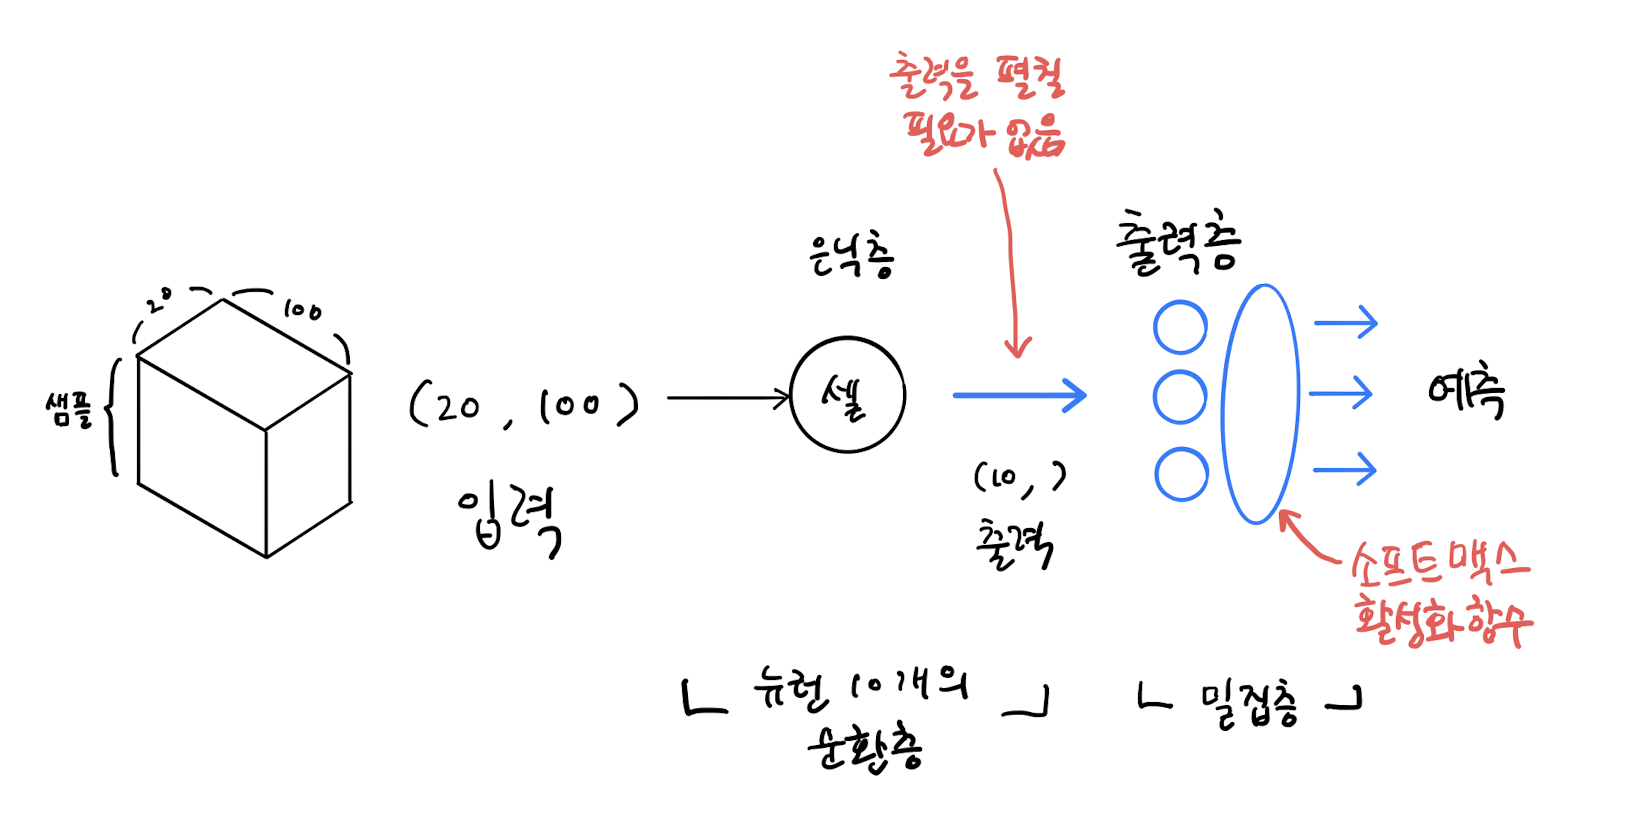 출력을 펼칠
필요가 없음
은닉층
출력층
20
100
샘플
(20, 100)
셀
예측
입력
(10, )
출력
소프트맥스
활성화 함수
뉴런 10개의
순환층
밀집층